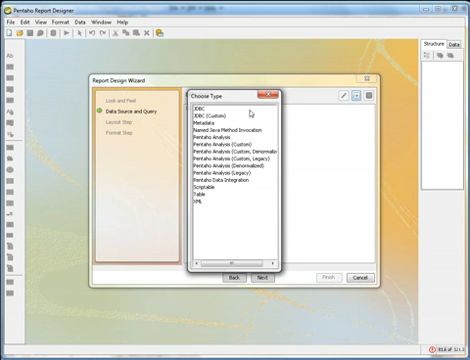 Pentaho Report Designer
File Edit View Format Data Window Help
Structure Data
Report Design Wizard
Look and Feel
Data Source and Query
Layout Step
Format Step
Choose Type
JDBC
JDBC (Custom)
Metadata
Named Java Method Invocation
Pentaho Analysis
Pentaho Analysis (Custom)
Pentaho Analysis (Custom, Denormalize
Pentaho Analysis (Custom, Legacy)
Pentaho Analysis (Denormalized)
Pentaho Analysis (Legacy)
Pentaho Data Integration
Scriptable
Table
XML
Back Next Finish Cancel